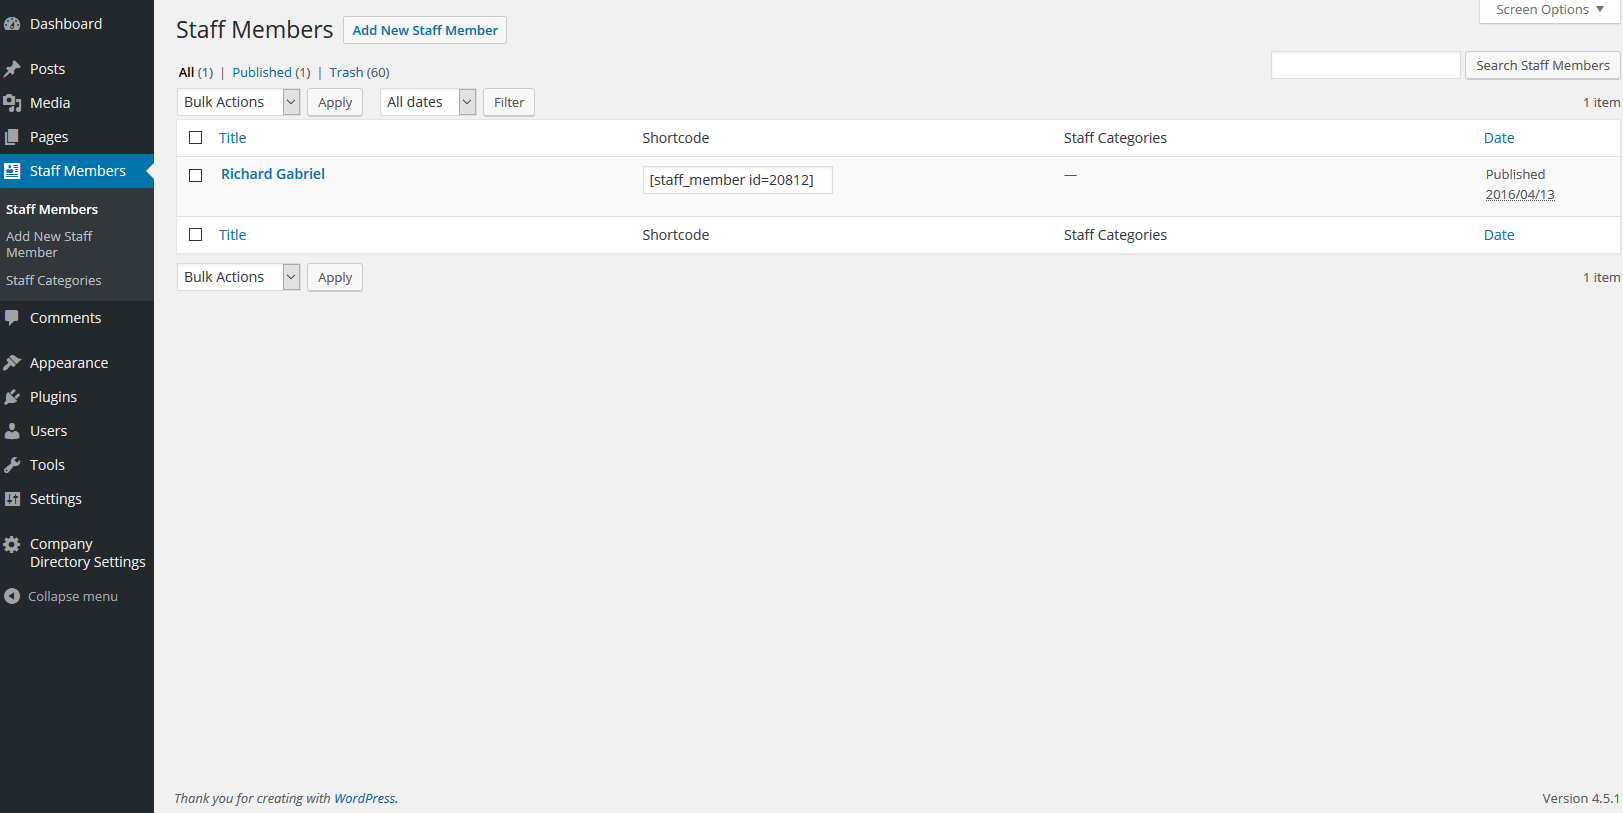 Dashboard
Posts
Media
Pages
Staff Members
Staff Members
Add New Staff
Member
Staff Categories
Comments
Appearance
Plugins
Users
Tools
Settings
Company
Directory Settings
Collapse menu
Screen Options
Staff Members Add New Staff Member
All (1) | Published (1) | Trash (60)
Search Staff Members
Bulk Actions Apply All dates Filter 1 item
Title Shortcode Staff Categories Date
Richard Gabriel [staff_member id=20812] — Published
2016/04/13
Title Shortcode Staff Categories Date
Bulk Actions Apply 1 item
Thank you for creating with WordPress. Version 4.5.1